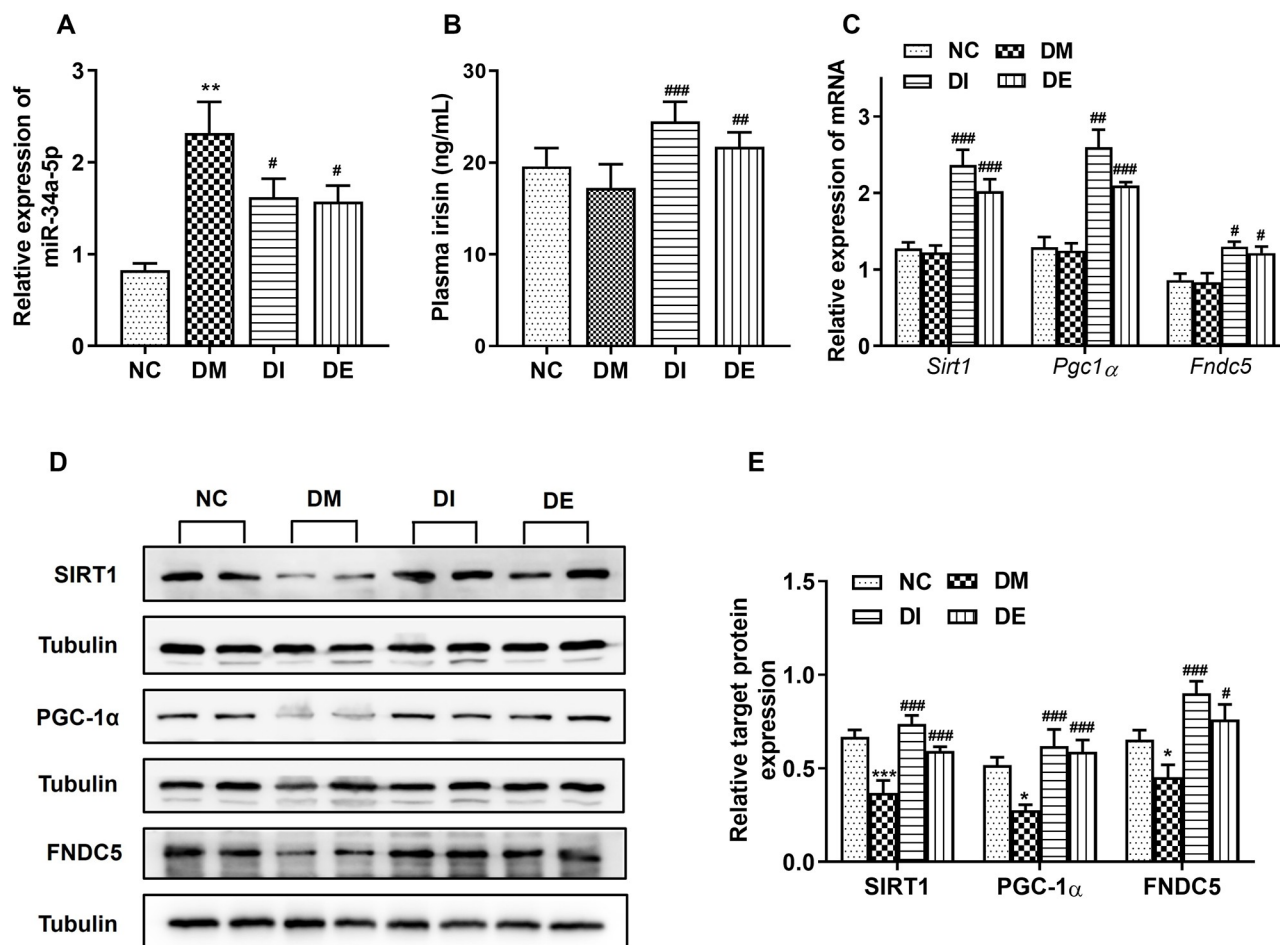 A
Relative expression of
miR-34a-5p
3
2
1
0
**
#
#
NC DM DI DE
B
Plasma irisin (ng/mL)
30
20
10
0
###
##
NC DM DI DE
C
NC DM
DI DE
Relative expression of mRNA
3
2
1
0
### ### ## ### # #
Sirt1 Pgc1α Fndc5
D
NC DM DI DE
SIRT1
Tubulin
PGC-1α
Tubulin
FNDC5
Tubulin
E
NC DM
DI DE
Relative target protein
expression
1.5
1.0
0.5
0.0
*** ### ### * ### ### * ### #
SIRT1 PGC-1α FNDC5